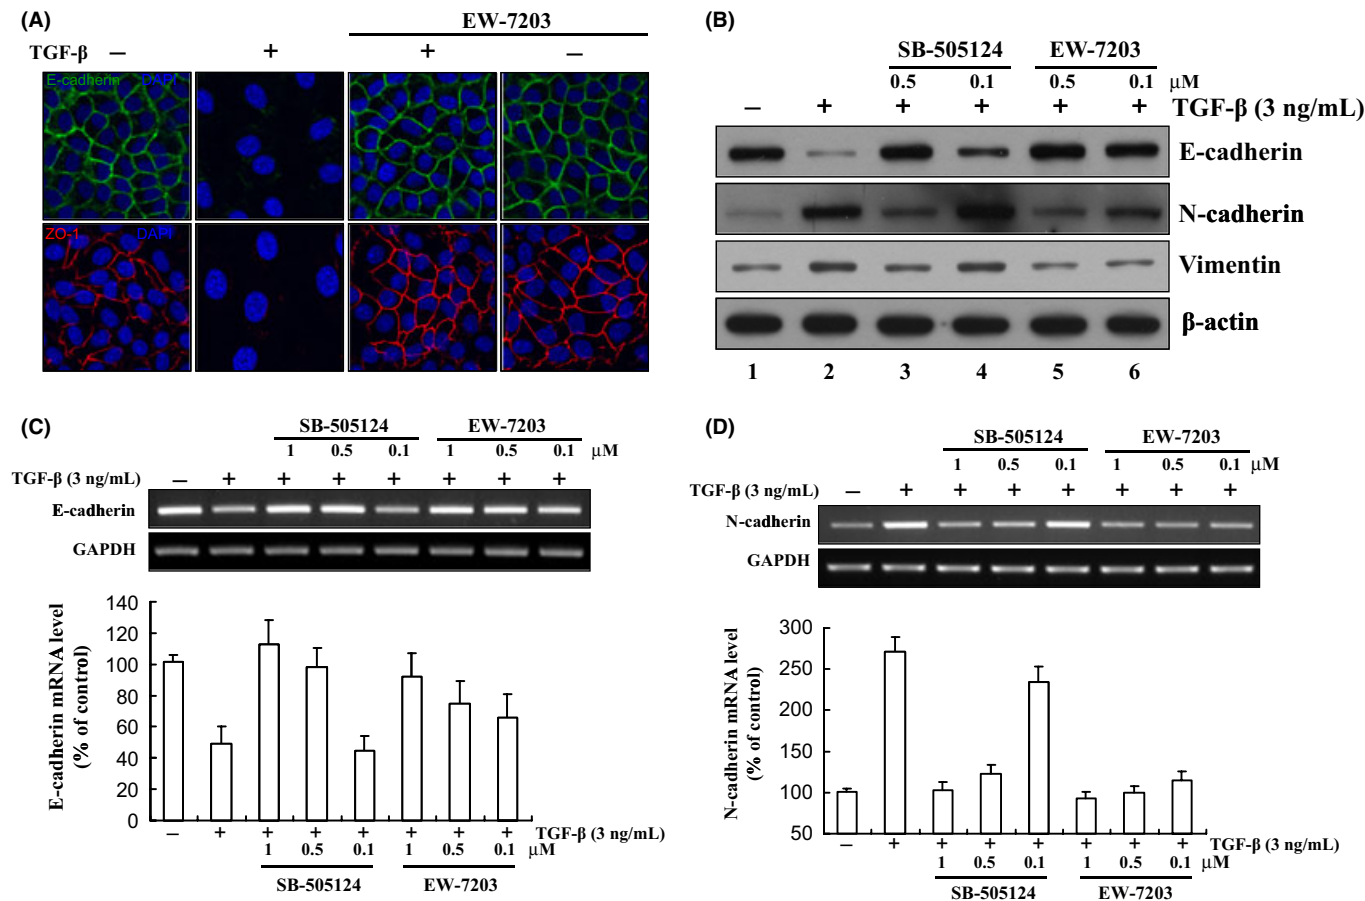 (A)
EW-7203
TGF-β – + + –
E-cadherin DAPI
ZO-1 DAPI
(B)
SB-505124 EW-7203
0.5 0.1 0.5 0.1 μM
– + + + + + TGF-β (3 ng/mL)
E-cadherin
N-cadherin
Vimentin
β-actin
1 2 3 4 5 6
(C)
SB-505124 EW-7203
1 0.5 0.1 1 0.5 0.1 μM
TGF-β (3 ng/mL) – + + + + + + +
E-cadherin
GAPDH
E-cadherin mRNA level
(% of control)
140
120
100
80
60
40
20
0
– + + + + + + + TGF-β (3 ng/mL)
1 0.5 0.1 1 0.5 0.1 μM
SB-505124 EW-7203
(D)
SB-505124 EW-7203
1 0.5 0.1 1 0.5 0.1 μM
TGF-β (3 ng/mL) – + + + + + + +
N-cadherin
GAPDH
N-cadherin mRNA level
(% of control)
300
250
200
150
100
50
– + + + + + + + TGF-β (3 ng/mL)
1 0.5 0.1 1 0.5 0.1 μM
SB-505124 EW-7203